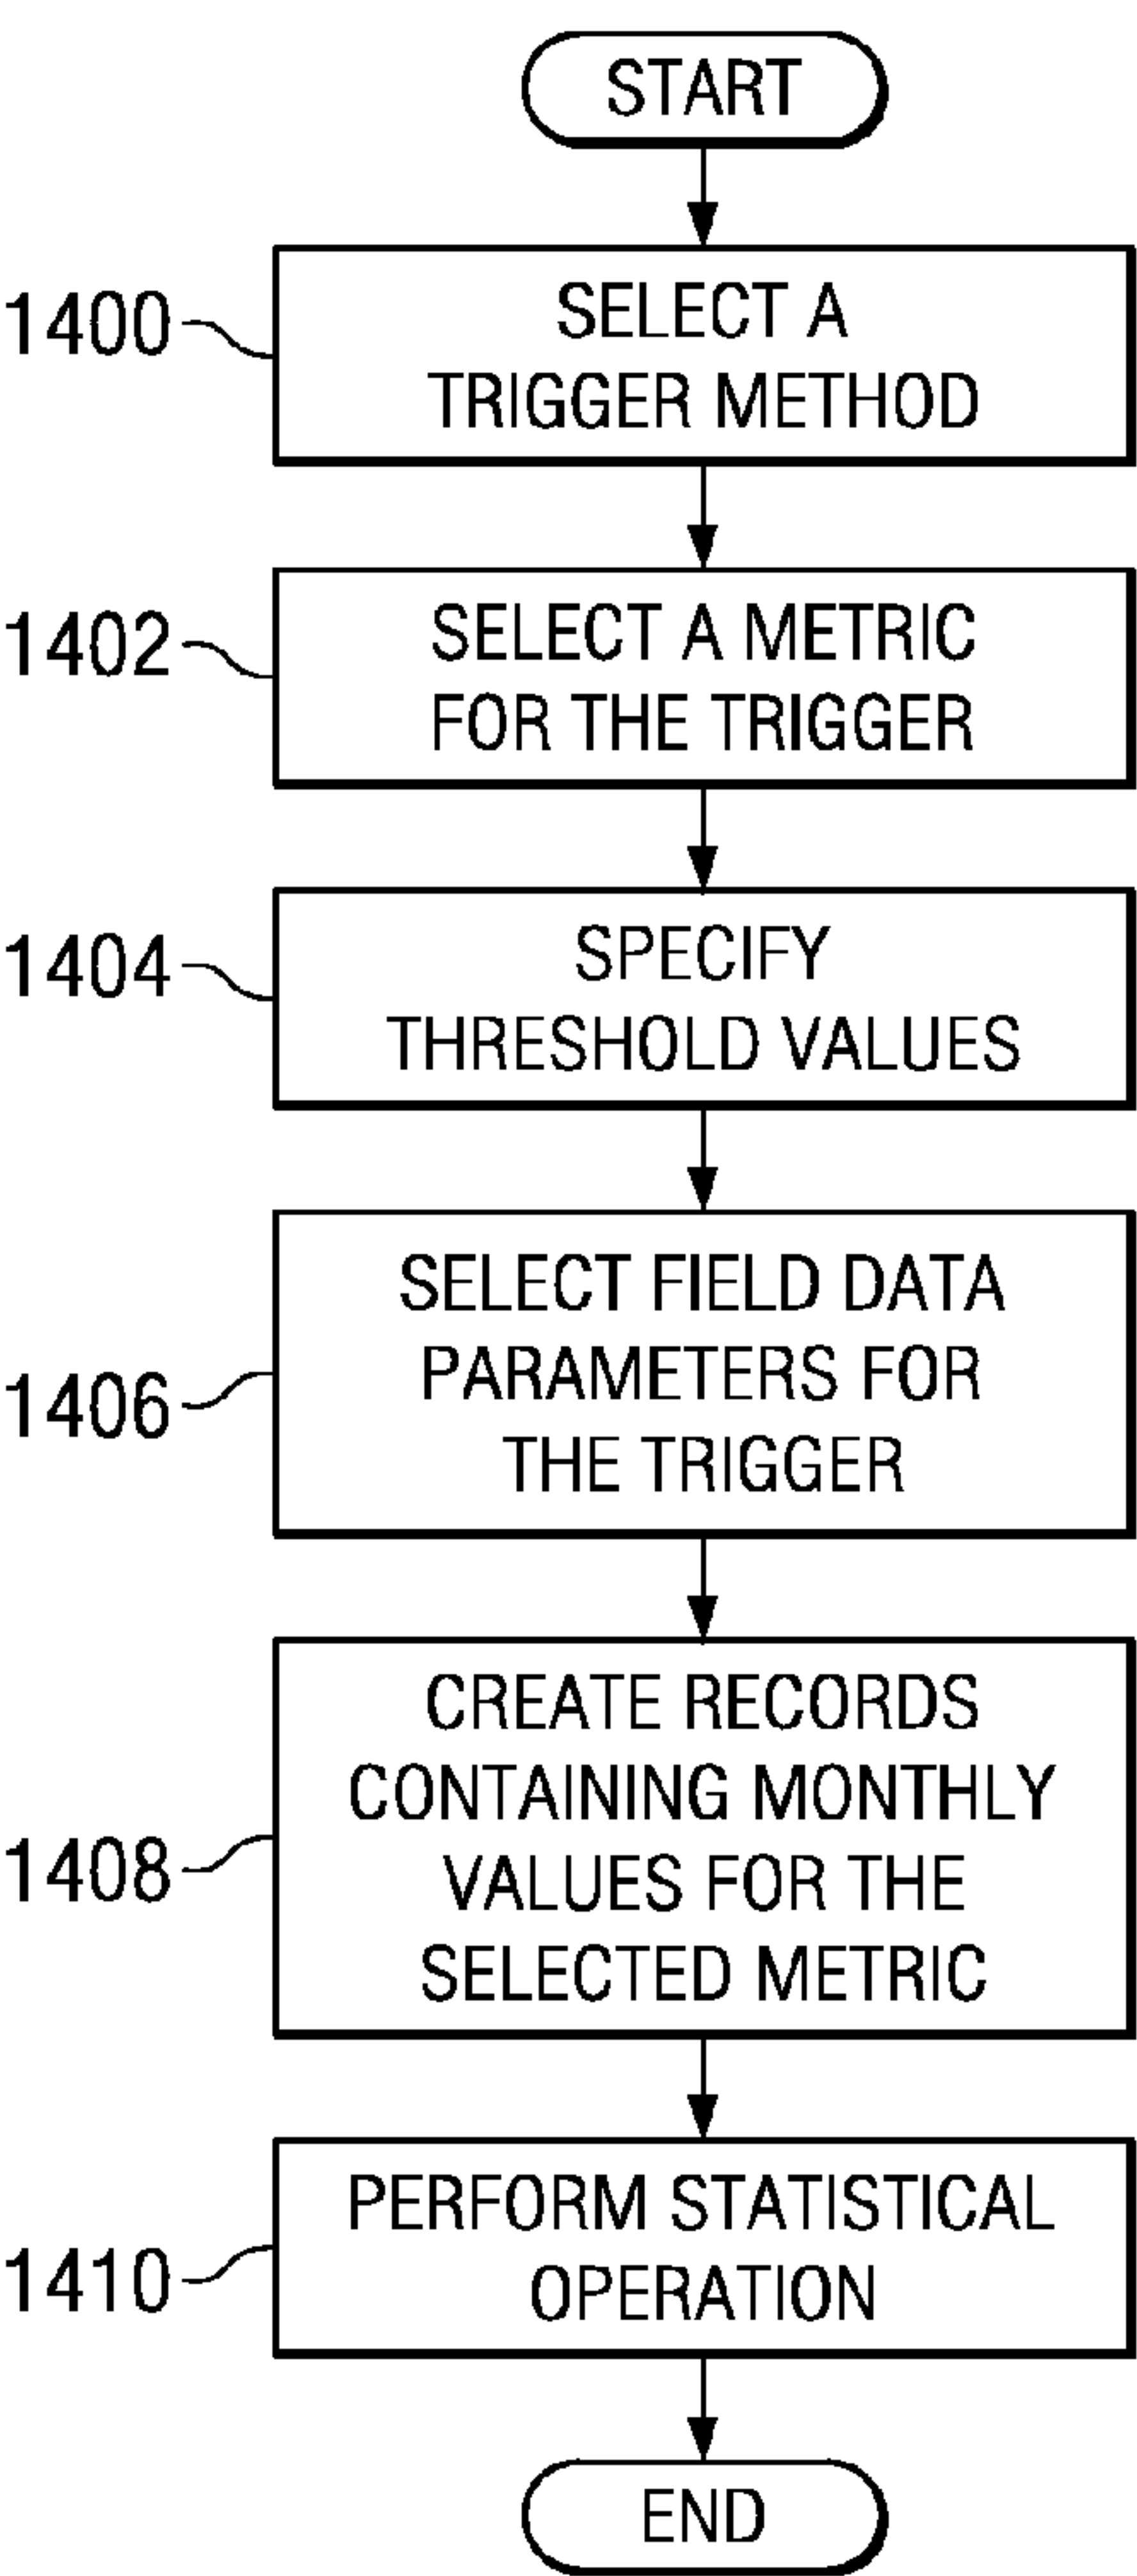 START
1400
SELECT A
TRIGGER METHOD
1402
SELECT A METRIC
FOR THE TRIGGER
1404
SPECIFY
THRESHOLD VALUES
1406
SELECT FIELD DATA
PARAMETERS FOR
THE TRIGGER
1408
CREATE RECORDS
CONTAINING MONTHLY
VALUES FOR THE
SELECTED METRIC
1410
PERFORM STATISTICAL
OPERATION
END